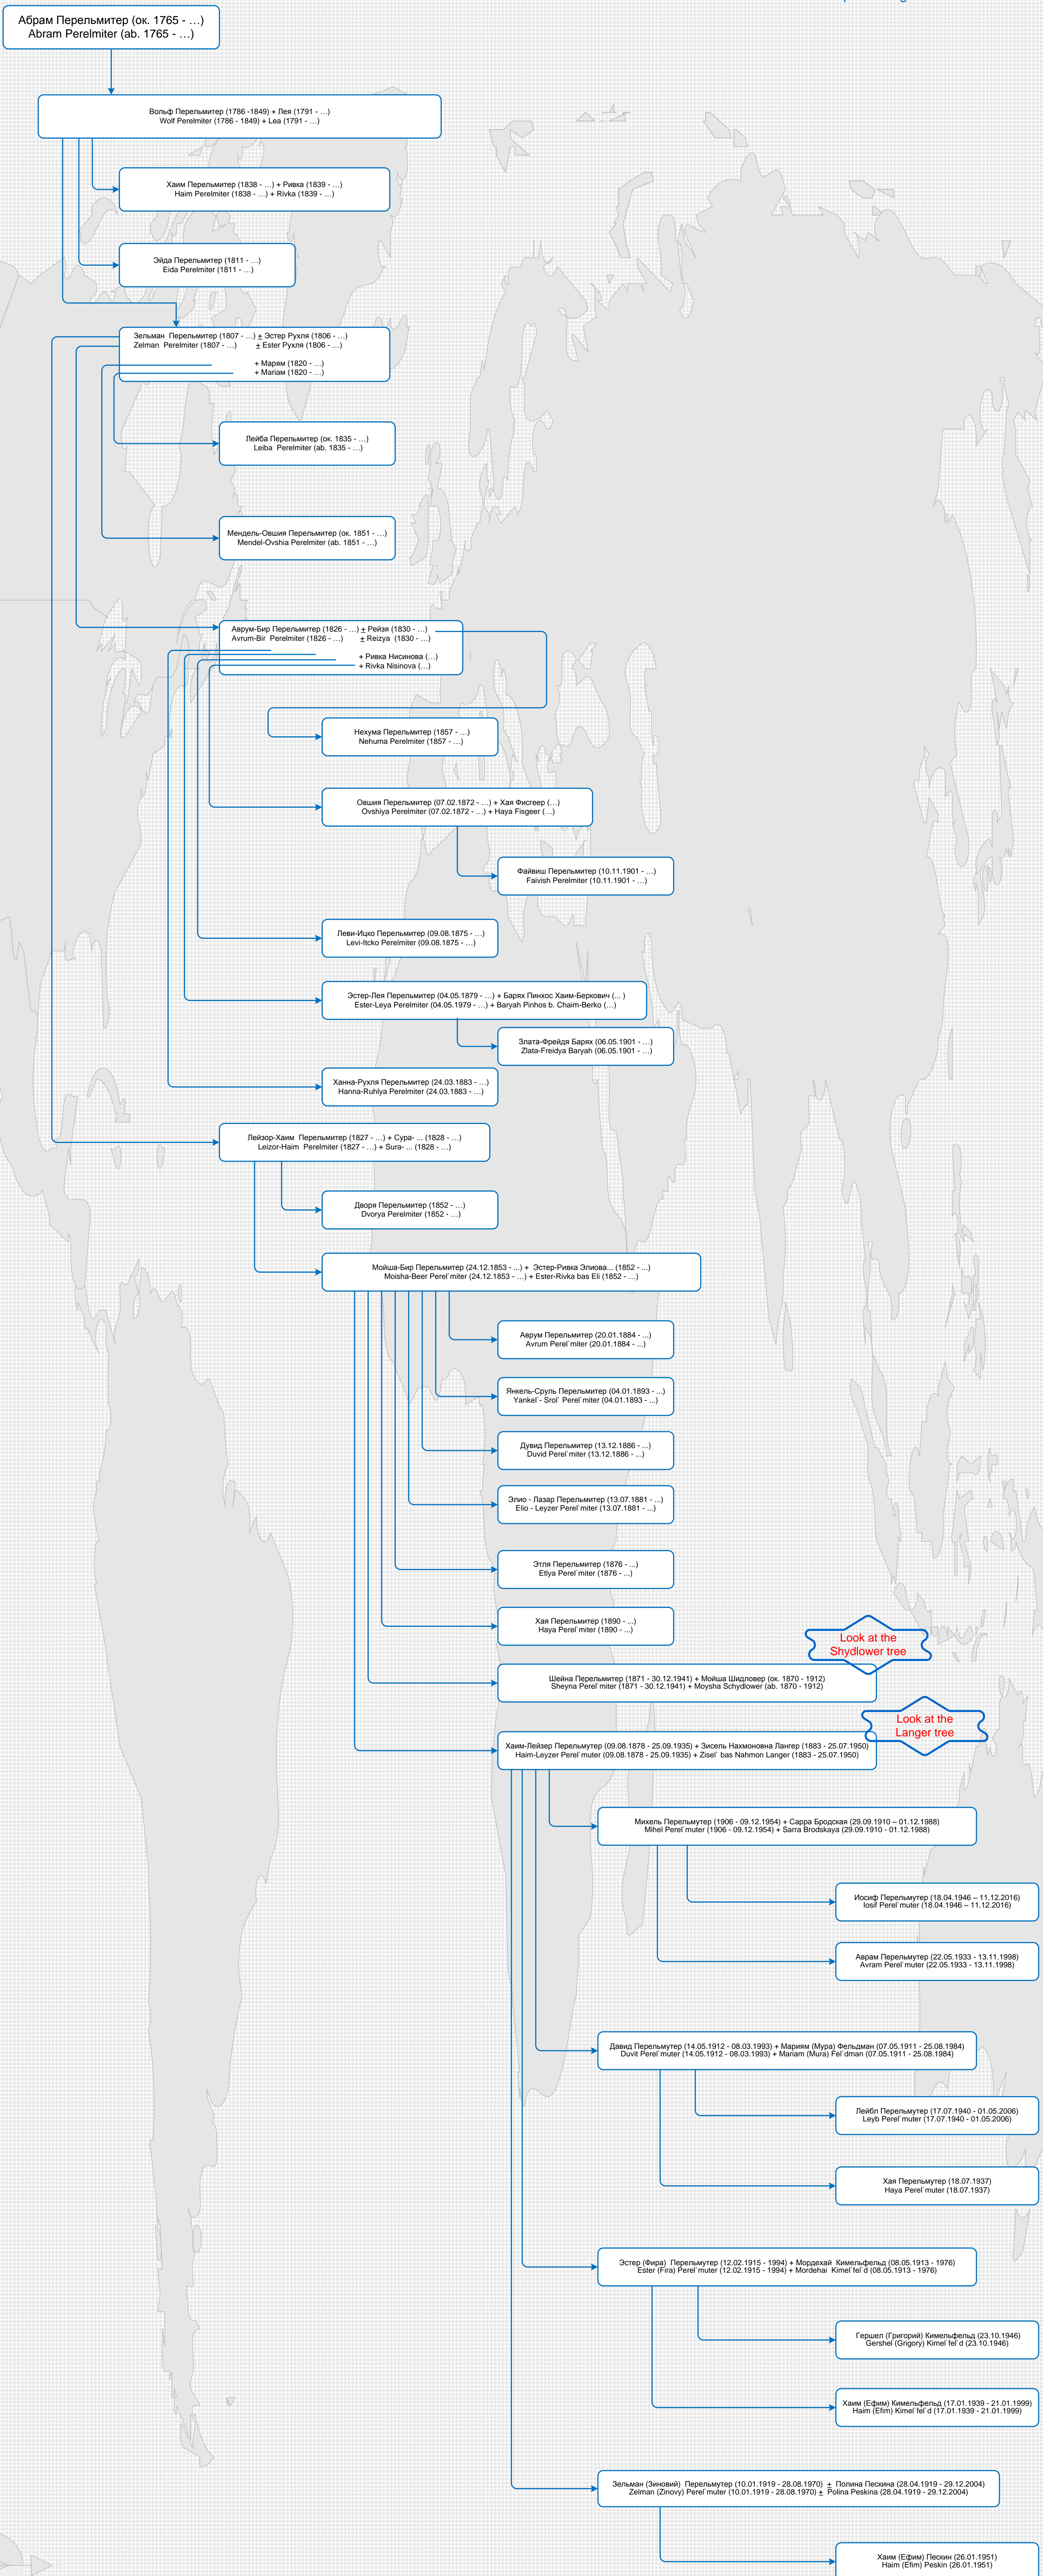 Абрам Перельмитер (ок. 1765 - …)
Abram Perelmiter (ab. 1765 - …)
Вольф Перельмитер (1786 -1849) + Лея (1791 - …)
Wolf Perelmiter (1786 - 1849) + Lea (1791 - …)
Хаим Перельмитер (1838 - …) + Ривка (1839 - …)
Haim Perelmiter (1838 - …) + Rivka (1839 - …)
Эйда Перельмитер (1811 - …)
Eida Perelmiter (1811 - …)
Зельман Перельмитер (1807 - …) ± Эстер Рухля (1806 - …)
Zelman Perelmiter (1807 - …) ± Ester Рухля (1806 - …)
+ Марям (1820 - …)
+ Mariам (1820 - …)
Лейба Перельмитер (ок. 1835 - …)
Leiba Perelmiter (ab. 1835 - …)
Мендель-Овшия Перельмитер (ок. 1851 - …)
Mendel-Ovshia Perelmiter (ab. 1851 - …)
Аврум-Бир Перельмитер (1826 - …) ± Рейзя (1830 - …)
Avrum-Bir Perelmiter (1826 - …) ± Reizya (1830 - …)
+ Ривка Нисинова (…)
+ Rivka Nisinova (…)
Нехума Перельмитер (1857 - …)
Nehuma Perelmiter (1857 - …)
Овшия Перельмитер (07.02.1872 - …) + Хая Фисгеер (…)
Ovshiya Perelmiter (07.02.1872 - …) + Haya Fisgeer (…)
Файвиш Перельмитер (10.11.1901 - …)
Faivish Perelmiter (10.11.1901 - …)
Леви-Ицко Перельмитер (09.08.1875 - …)
Levi-Itcko Perelmiter (09.08.1875 - …)
Эстер-Лея Перельмитер (04.05.1879 - …) + Барях Пинхос Хаим-Беркович (... )
Ester-Leya Perelmiter (04.05.1979 - …) + Baryah Pinhos b. Chaim-Berko (…)
Злата-Фрейдя Барях (06.05.1901 - …)
Zlata-Freidya Baryah (06.05.1901 - …)
Ханна-Рухля Перельмитер (24.03.1883 - …)
Hanna-Ruhlya Perelmiter (24.03.1883 - …)
Лейзор-Хаим Перельмитер (1827 - …) + Сура- ... (1828 - …)
Leizor-Haim Perelmiter (1827 - …) + Sura- ... (1828 - …)
Дворя Перельмитер (1852 - …)
Dvorya Perelmiter (1852 - …)
Мойша-Бир Перельмитер (24.12.1853 - ...) + Эстер-Ривка Элиова... (1852 - ...)
Moisha-Beer Perel`miter (24.12.1853 - …) + Ester-Rivka bas Eli (1852 - …)
Аврум Перельмитер (20.01.1884 - ...)
Avrum Perel`miter (20.01.1884 - ...)
Янкель-Сруль Перельмитер (04.01.1893 - ...)
Yankel`- Srol` Perel`miter (04.01.1893 - ...)
Дувид Перельмитер (13.12.1886 - ...)
Duvid Perel`miter (13.12.1886 - ...)
Элио - Лазар Перельмитер (13.07.1881 - ...)
Elio - Leyzer Perel`miter (13.07.1881 - ...)
Этля Перельмитер (1876 - ...)
Etlya Perel`miter (1876 - ...)
Хая Перельмитер (1890 - ...)
Haya Perel`miter (1890 - ...)
Look at the
Shydlower tree
Шейна Перельмитер (1871 - 30.12.1941) + Мойша Шидловер (ок. 1870 - 1912)
Sheyna Perel`miter (1871 - 30.12.1941) + Moysha Schydlower (ab. 1870 - 1912)
Look at the
Langer tree
Хаим-Лейзер Перельмутер (09.08.1878 - 25.09.1935) + Зисель Нахмоновна Лангер (1883 - 25.07.1950)
Haim-Leyzer Perel`muter (09.08.1878 - 25.09.1935) + Zisel` bas Nahmon Langer (1883 - 25.07.1950)
Михель Перельмутер (1906 - 09.12.1954) + Сарра Бродская (29.09.1910 – 01.12.1988)
Mihel Perel`muter (1906 - 09.12.1954) + Sarra Brodskaya (29.09.1910 - 01.12.1988)
Иосиф Перельмутер (18.04.1946 – 11.12.2016)
Iosif Perel`muter (18.04.1946 – 11.12.2016)
Аврам Перельмутер (22.05.1933 - 13.11.1998)
Avram Perel`muter (22.05.1933 - 13.11.1998)
Давид Перельмутер (14.05.1912 - 08.03.1993) + Мариям (Мура) Фельдман (07.05.1911 - 25.08.1984)
Duvit Perel`muter (14.05.1912 - 08.03.1993) + Mariam (Mura) Fel`dman (07.05.1911 - 25.08.1984)
Лейбл Перельмутер (17.07.1940 - 01.05.2006)
Leyb Perel`muter (17.07.1940 - 01.05.2006)
Хая Перельмутер (18.07.1937)
Haya Perel`muter (18.07.1937)
Эстер (Фира) Перельмутер (12.02.1915 - 1994) + Мордехай Кимельфельд (08.05.1913 - 1976)
Ester (Fira) Perel`muter (12.02.1915 - 1994) + Mordehai Kimel`fel`d (08.05.1913 - 1976)
Гершел (Григорий) Кимельфельд (23.10.1946)
Gershel (Grigory) Kimel`fel`d (23.10.1946)
Хаим (Ефим) Кимельфельд (17.01.1939 - 21.01.1999)
Haim (Efim) Kimel`fel`d (17.01.1939 - 21.01.1999)
Зельман (Зиновий) Перельмутер (10.01.1919 - 28.08.1970) ± Полина Пескина (28.04.1919 - 29.12.2004)
Zelman (Zinovy) Perel`muter (10.01.1919 - 28.08.1970) ± Polina Peskina (28.04.1919 - 29.12.2004)
Хаим (Ефим) Пескин (26.01.1951)
Haim (Efim) Peskin (26.01.1951)